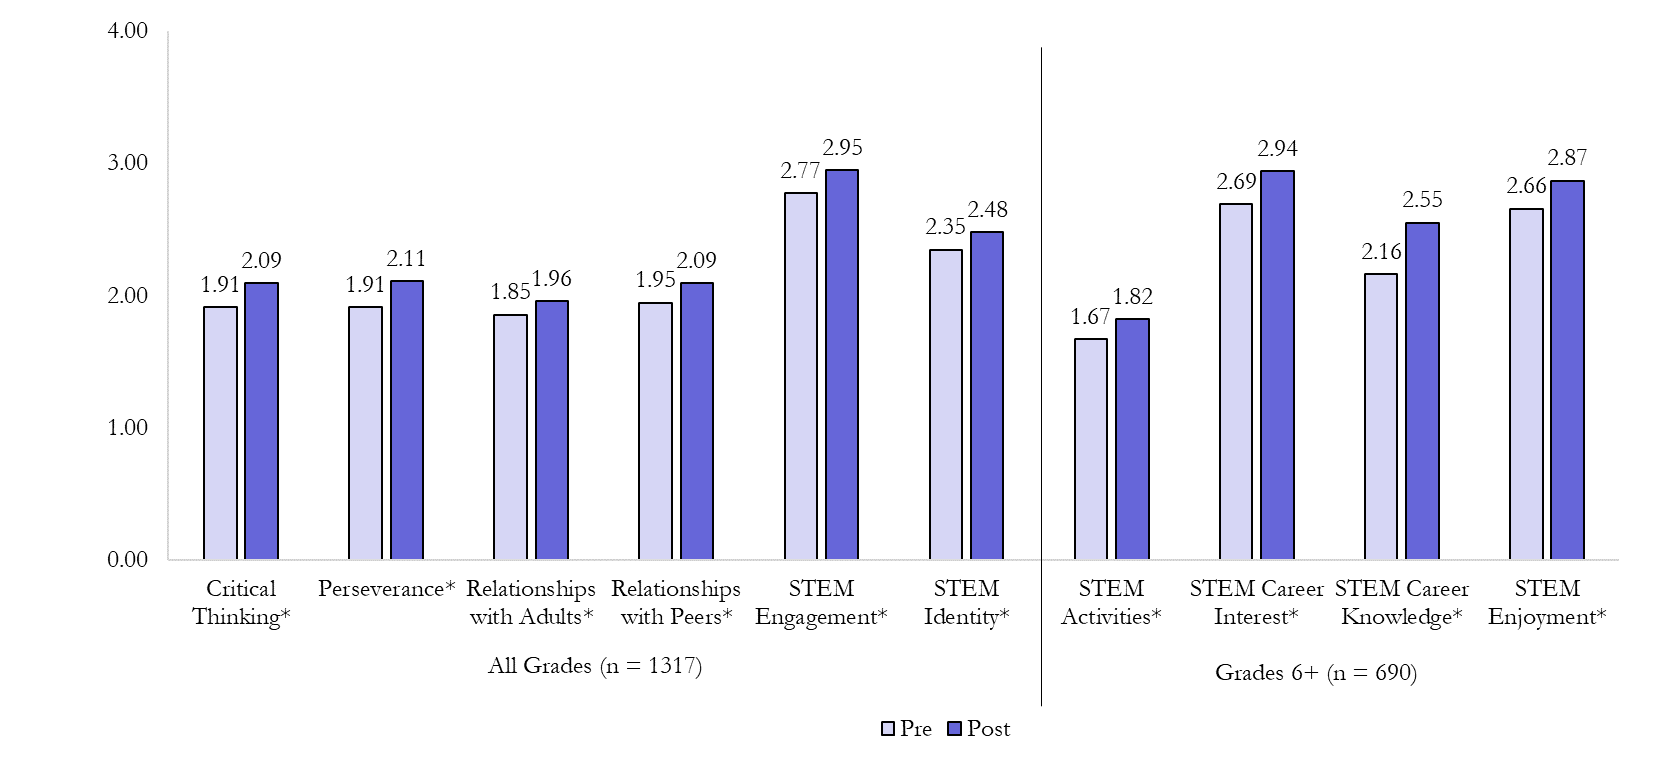 4.00
3.00
2.00
1.00
0.00
1.91
2.09
1.91
2.11
1.85
1.96
1.95
2.09
2.77
2.95
2.35
2.48
1.67
1.82
2.69
2.94
2.16
2.55
2.66
2.87
Critical
Thinking*
Perseverance*
Relationships
with Adults*
Relationships
with Peers*
STEM
Engagement*
STEM
Identity*
STEM
Activities*
STEM Career
Interest*
STEM Career
Knowledge*
STEM
Enjoyment*
All Grades (n = 1317)
Grades 6+ (n = 690)
Pre
Post